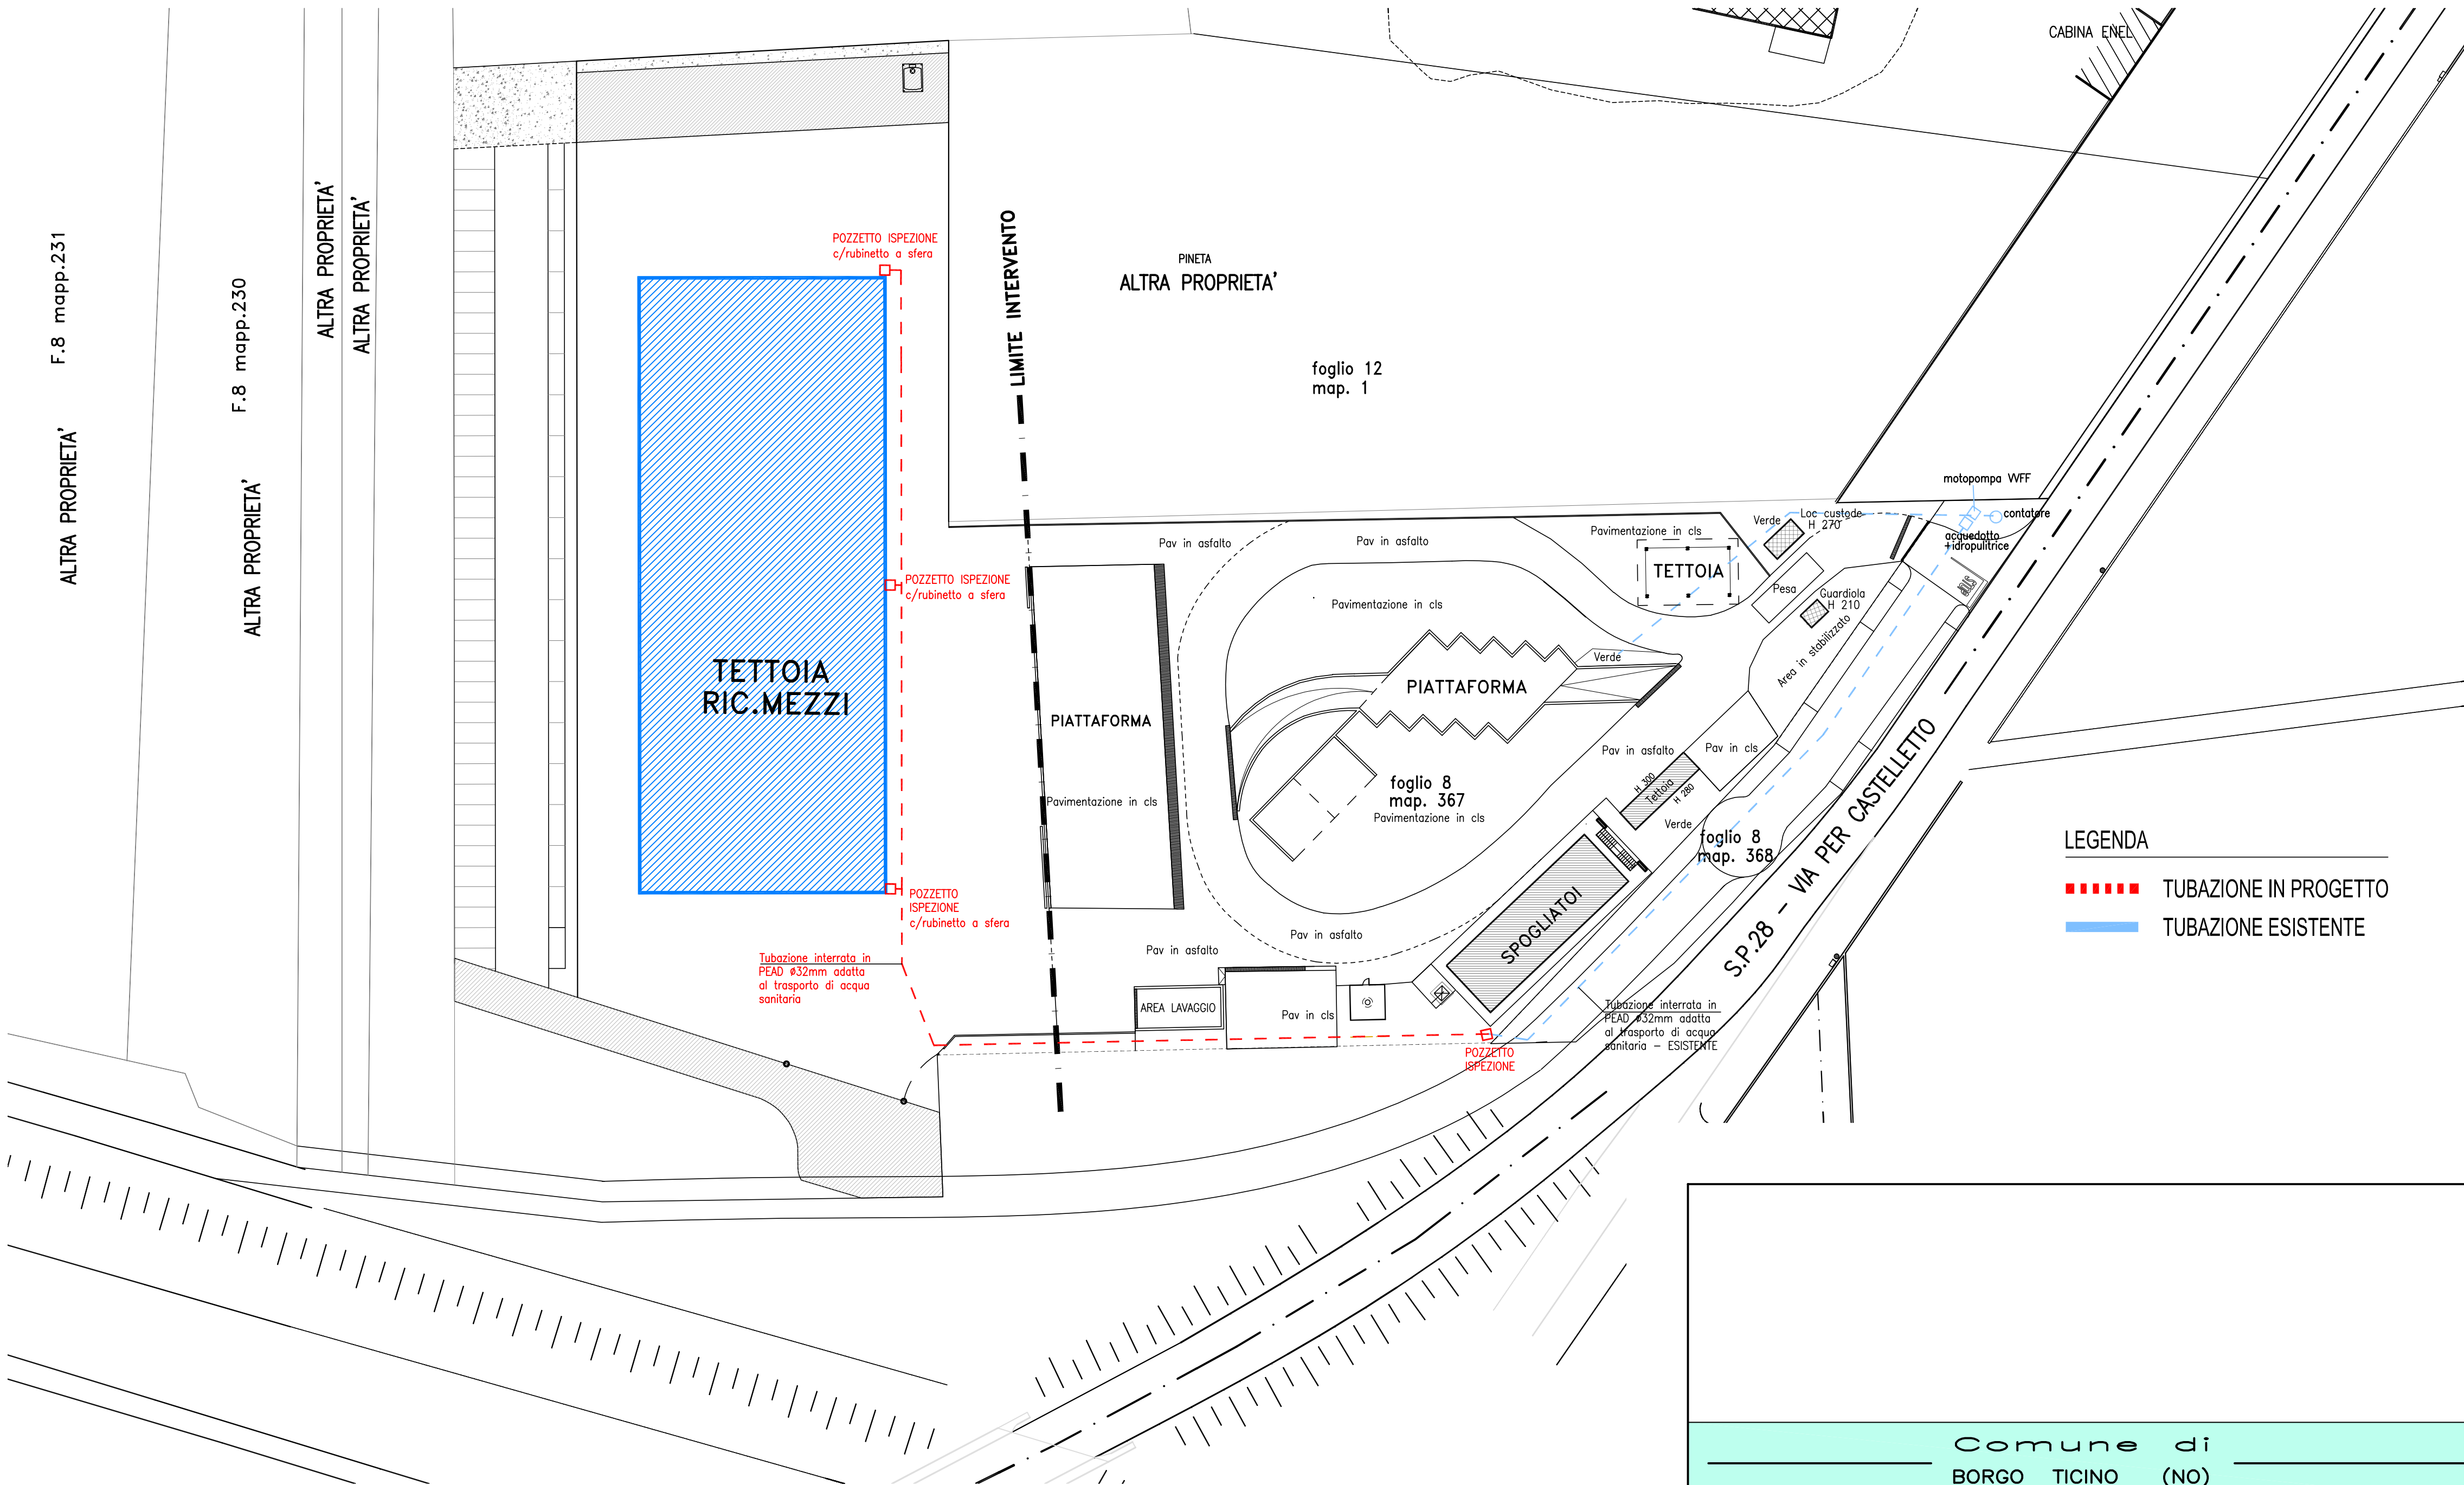 CABINA ENEL
F.8 mapp.231
ALTRA PROPRIETA'
F.8 mapp.230
ALTRA PROPRIETA'
ALTRA PROPRIETA'
ALTRA PROPRIETA'
POZZETTO ISPEZIONE
c/rubinetto a sfera
LIMITE INTERVENTO
PINETA
ALTRA PROPRIETA'
foglio 12
map. 1
motopompa VVFF
contatore
acquedotto
+idropulitrice
Verde
Loc custode
H 270
Pavimentazione in cls
Pav in asfalto
Pav in asfalto
TETTOIA
Pesa
Guardiola
H 210
Area in stabilizzato
POZZETTO ISPEZIONE
c/rubinetto a sfera
Pavimentazione in cls
Verde
TETTOIA
RIC.MEZZI
PIATTAFORMA
PIATTAFORMA
Pav in asfalto
Pav in cls
foglio 8
map. 367
Pavimentazione in cls
Pavimentazione in cls
H 300
Tettoia
H 280
Verde
foglio 8
map. 368
S.P.28 - VIA PER CASTELLETTO
LEGENDA
TUBAZIONE IN PROGETTO
TUBAZIONE ESISTENTE
POZZETTO
ISPEZIONE
c/rubinetto a sfera
SPOGLIATOI
Pav in asfalto
Pav in asfalto
Tubazione interrata in
PEAD Ø32mm adatta
al trasporto di acqua
sanitaria
AREA LAVAGGIO
Pav in cls
Tubazione interrata in
PEAD Ø32mm adatta
al trasporto di acqua
sanitaria - ESISTENTE
POZZETTO
ISPEZIONE
Comune di
BORGO TICINO (NO)